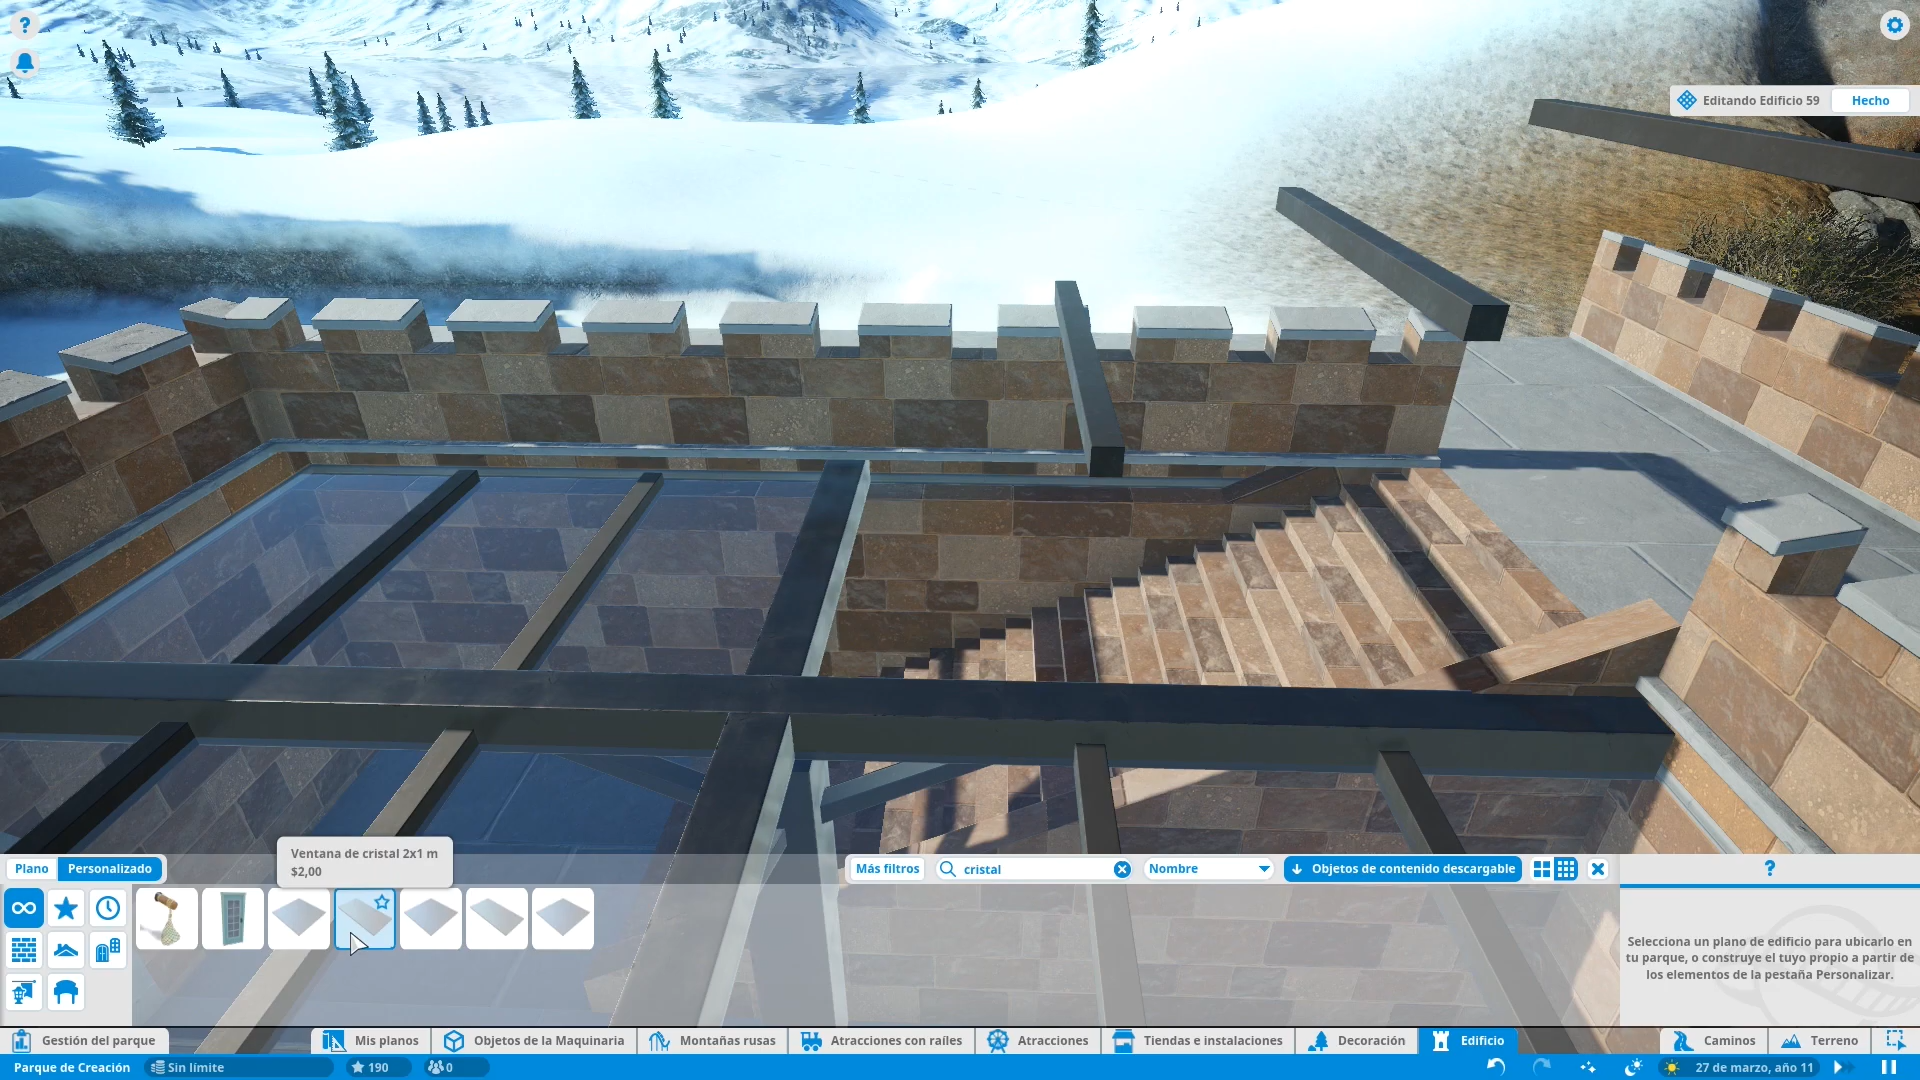 ?
Editando Edificio 59
Hecho
Ventana de cristal 2x1 m
$2,00
Plano
Personalizado
Más filtros
cristal
Nombre
Objetos de contenido descargable
?
Selecciona un plano de edificio para ubicarlo en
tu parque, o construye el tuyo propio a partir de
los elementos de la pestaña Personalizar.
Gestión del parque
Mis planos
Objetos de la Maquinaria
Montañas rusas
Atracciones con raíles
Atracciones
Tiendas e instalaciones
Decoración
Edificio
Caminos
Terreno
Parque de Creación
Sin límite
190
0
27 de marzo, año 11